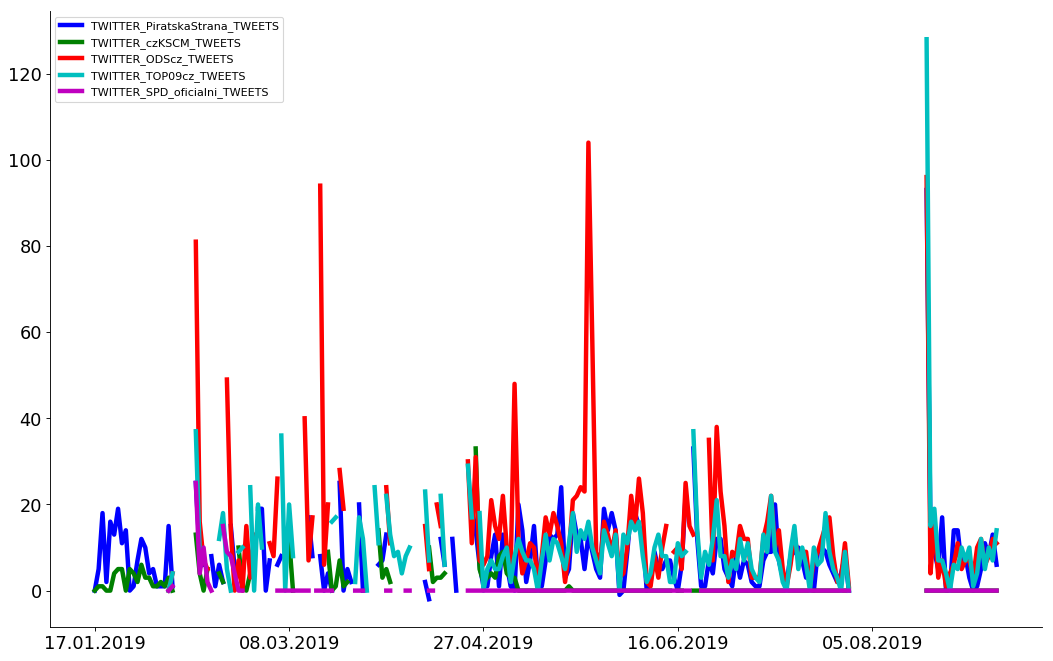 TWITTER_PiratskaStrana_TWEETS
TWITTER_czKSCM_TWEETS
TWITTER_ODScz_TWEETS
TWITTER_TOP09cz_TWEETS
TWITTER_SPD_oficialni_TWEETS
120
100
80
60
40
20
0
17.01.2019 08.03.2019 27.04.2019 16.06.2019 05.08.2019